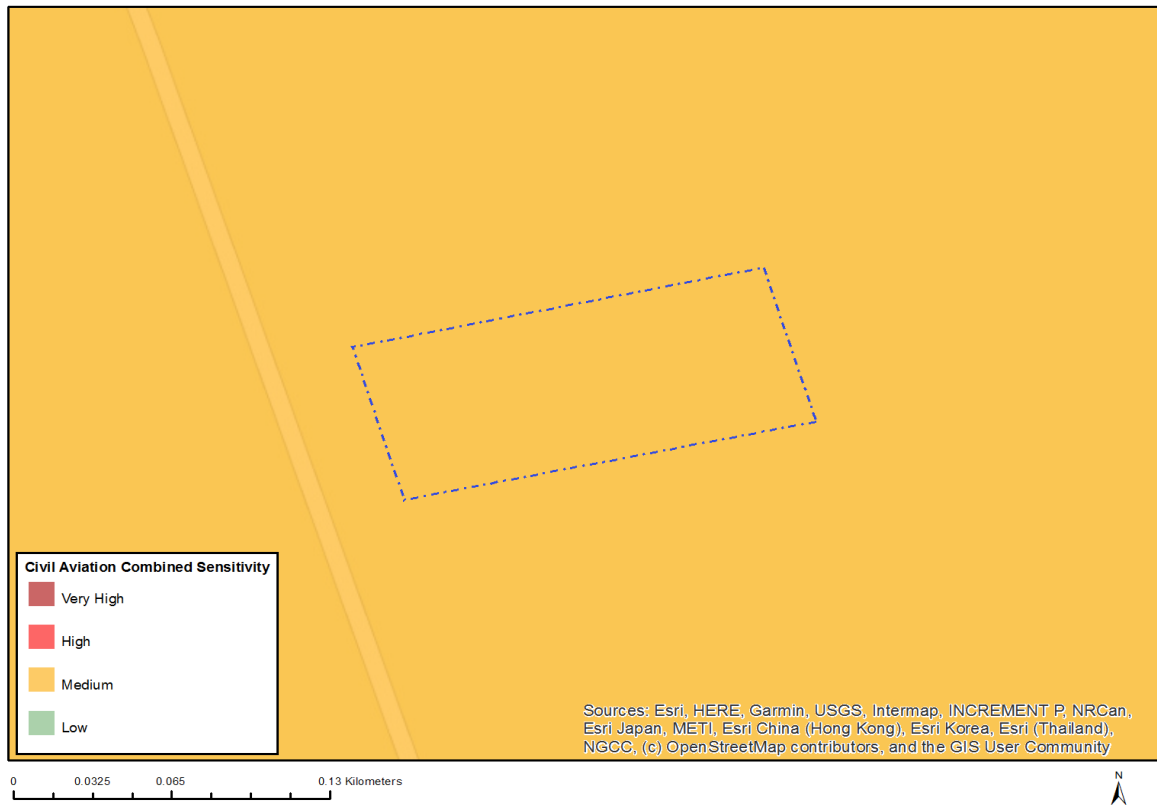 Civil Aviation Combined Sensitivity
Very High
High
Medium
Low
Sources: Esri, HERE, Garmin, USGS, Intermap, INCREMENT P, NRCan,
Esri Japan, METI, Esri China (Hong Kong), Esri Korea, Esri (Thailand),
NGCC, (c) OpenStreetMap contributors, and the GIS User Community
0 0.0325 0.065 0.13 Kilometers
N